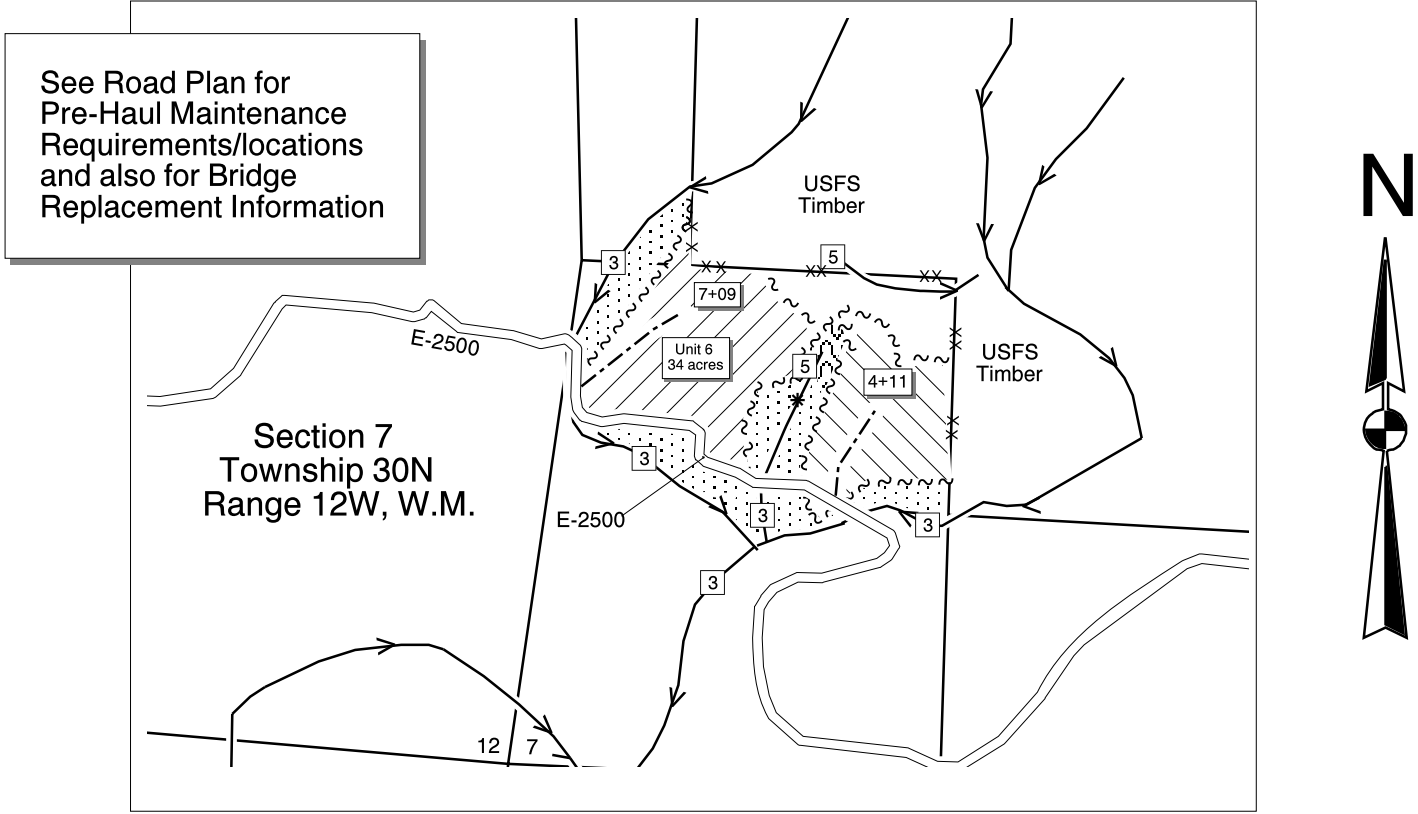 See Road Plan for
Pre-Haul Maintenance
Requirements/locations
and also for Bridge
Replacement Information
N
USFS
Timber
3
5
7+09
E-2500
Unit 6
34 acres
USFS
Timber
5
4+11
Section 7
Township 30N
Range 12W, W.M.
3
E-2500
3
3
3
12
7